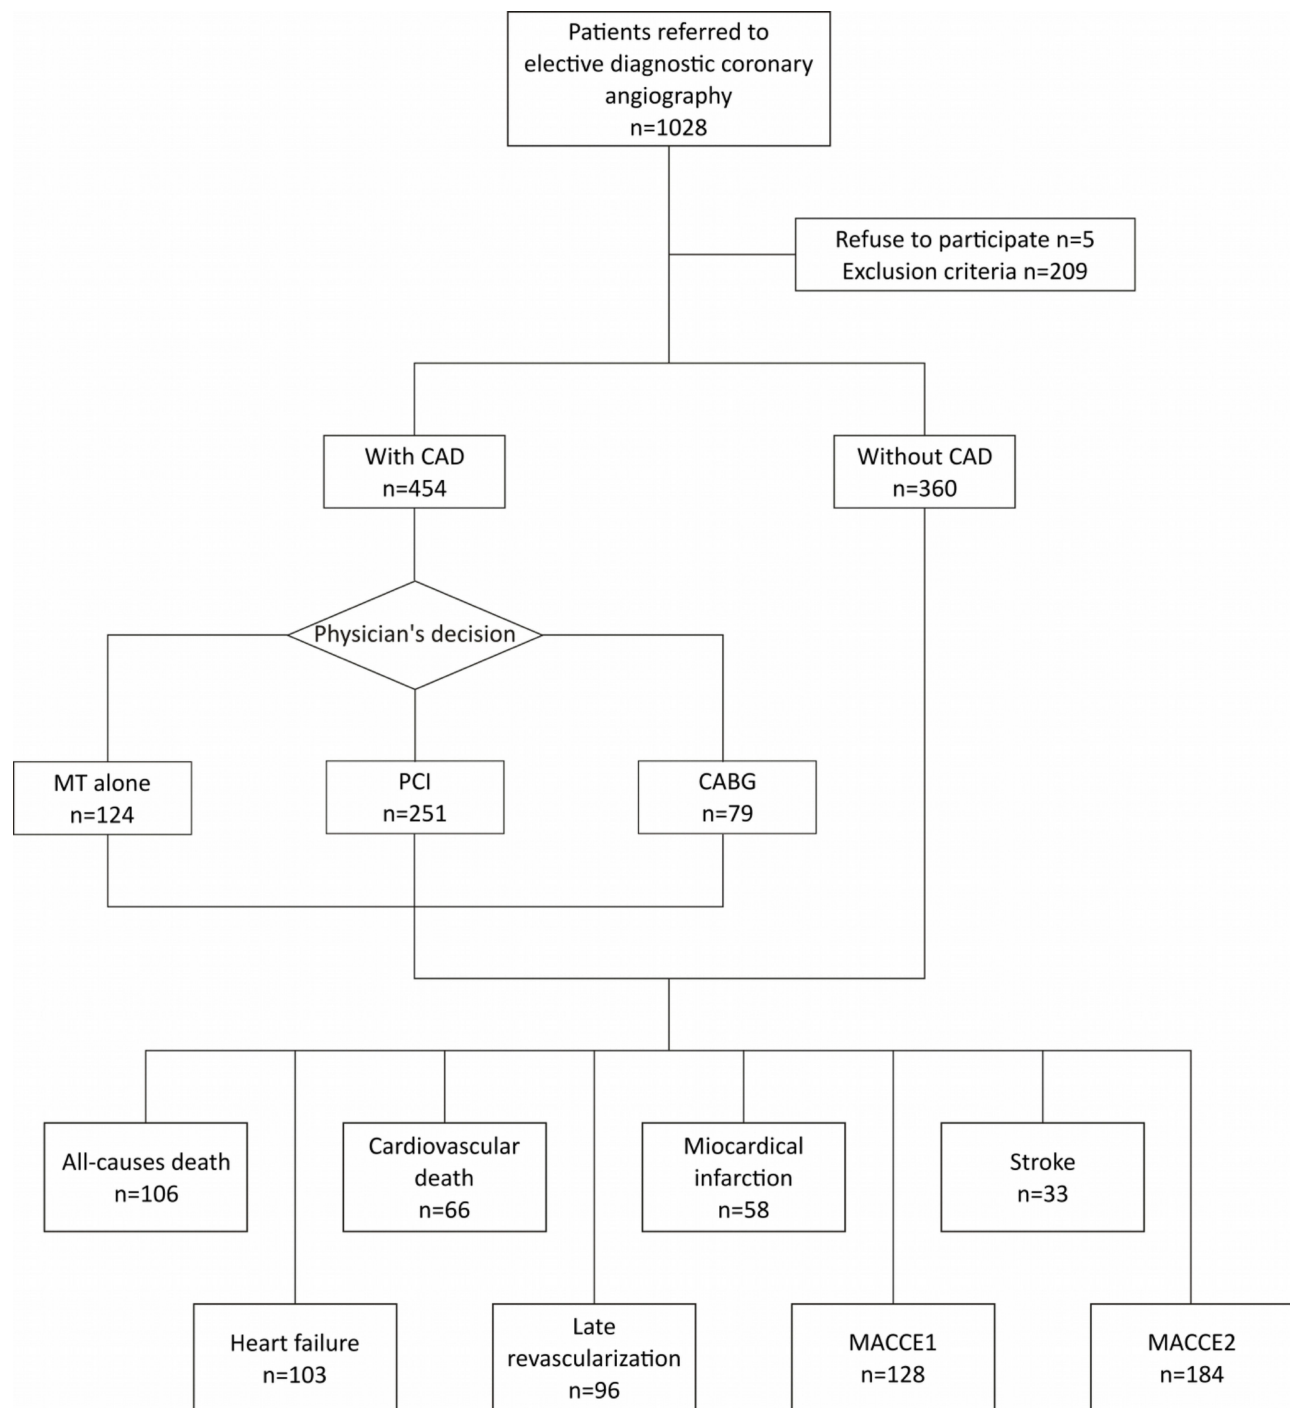 Patients referred to
elective diagnostic coronary
angiography
n=1028
Refuse to participate n=5
Exclusion criteria n=209
With CAD
n=454
Without CAD
n=360
Physician's decision
MT alone
n=124
PCI
n=251
CABG
n=79
All-causes death
n=106
Cardiovascular
death
n=66
Miocardical
infarction
n=58
Stroke
n=33
Heart failure
n=103
Late
revascularization
n=96
MACCE1
n=128
MACCE2
n=184